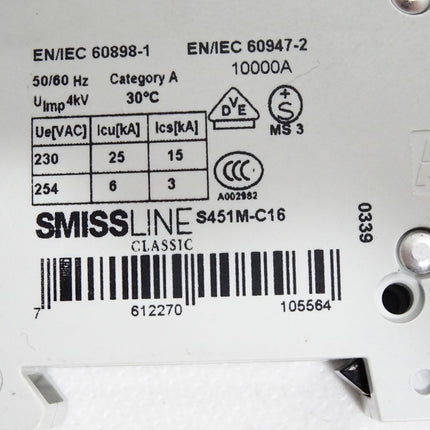 EN/IEC 60898-1 EN/IEC 60947-2
50/60 Hz Category A 10000A
UImp4kV 30°C
DVE
+ S
MS 3
Ue[VAC] Icu[kA] Ics[kA]
230 25 15
254 6 3
CCC
A002982
SMISSLINE S451M-C16
CLASSIC
0339
7 612270 105564